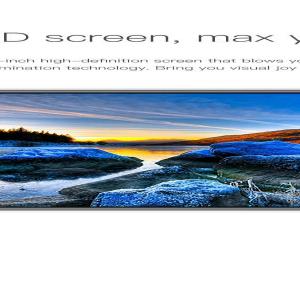 D screen, max y
-inch high-definition screen that blows yo
mination technology. Bring you visual joy